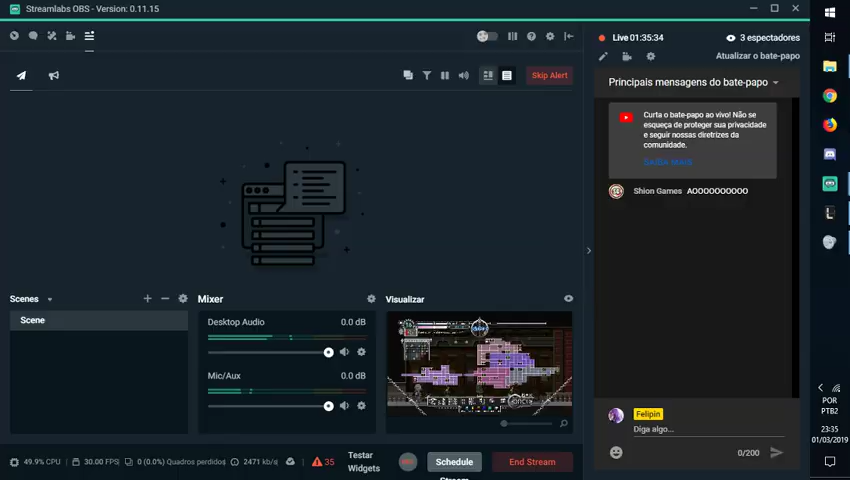 Streamlabs OBS - Version: 0.11.15
Live 01:35:34
3 espectadores
Atualizar o bate-papo
Skip Alert
Principais mensagens do bate-papo
Curta o bate-papo ao vivo! Não se
esqueça de proteger sua privacidade
e seguir nossas diretrizes da
comunidade.
SAIBA MAIS
Shion Games AOOOOOOOOOO
Scenes
Mixer
Visualizar
Scene
Desktop Audio
0.0 dB
Mic/Aux
0.0 dB
Felipin
Diga algo...
0/200
49.9% CPU
30.00 FPS
0 (0.0%) Quadros perdidos
2471 kb/s
35
Testar
Widgets
Schedule
Stream
End Stream
POR
PTB2
23:35
01/03/2019